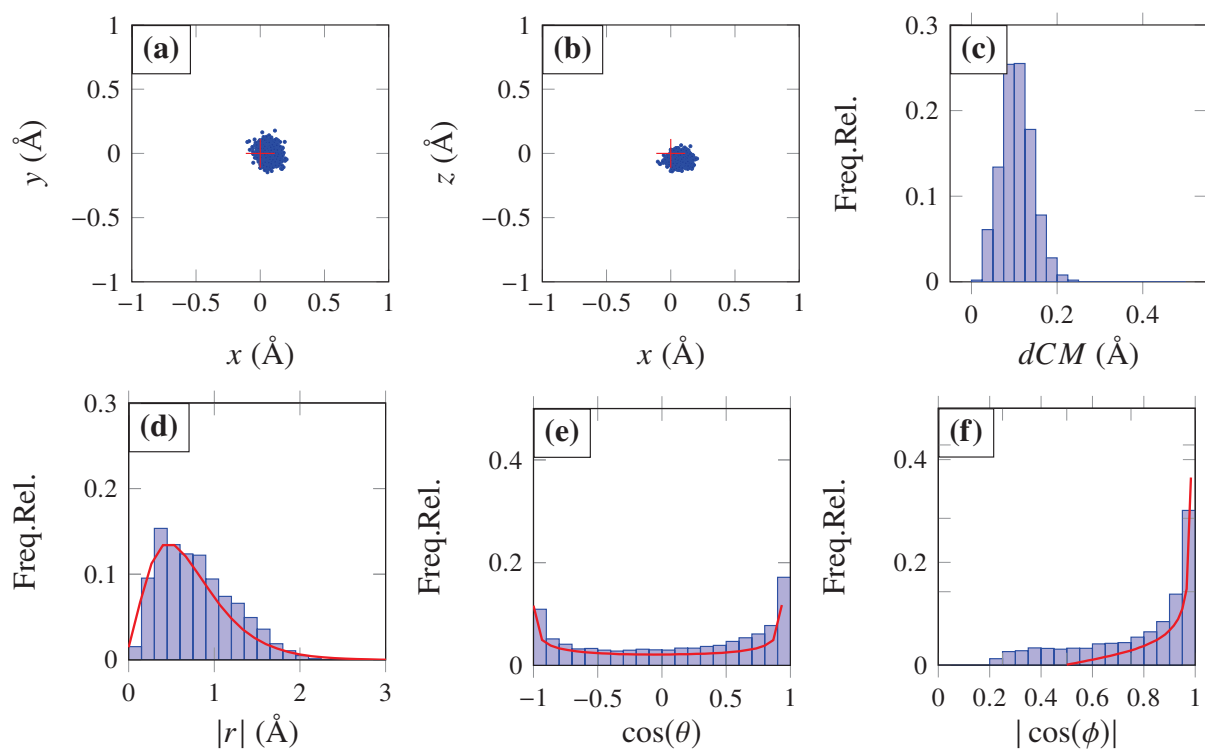 (a)
1
0.5
0
−0.5
−1
y (Å)
−1 −0.5 0 0.5 1
x (Å)
(b)
1
0.5
0
−0.5
−1
z (Å)
−1 −0.5 0 0.5 1
x (Å)
(c)
0.3
0.2
0.1
0
Freq.Rel.
0 0.2 0.4
dCM (Å)
(d)
0.3
0.2
0.1
0
Freq.Rel.
0 1 2 3
|r| (Å)
(e)
0.4
0.2
0
Freq.Rel.
−1 −0.5 0 0.5 1
cos(θ)
(f)
0.4
0.2
0
Freq.Rel.
0 0.2 0.4 0.6 0.8 1
| cos(ϕ)|